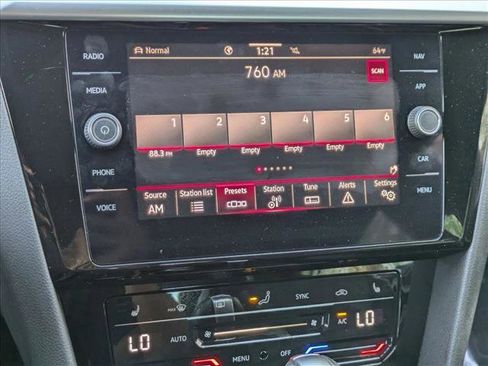 RADIO
MEDIA
PHONE
VOICE
Normal 1:21 64°F
760 AM SCAN
1 2 3 4 5 6
88.3 FM Empty Empty Empty Empty Empty
Source Station list Presets Station Tune Alerts Settings
AM
NAV
APP
CAR
MENU
MAX SYNC
LO AUTO A/C LO
MENU OFF